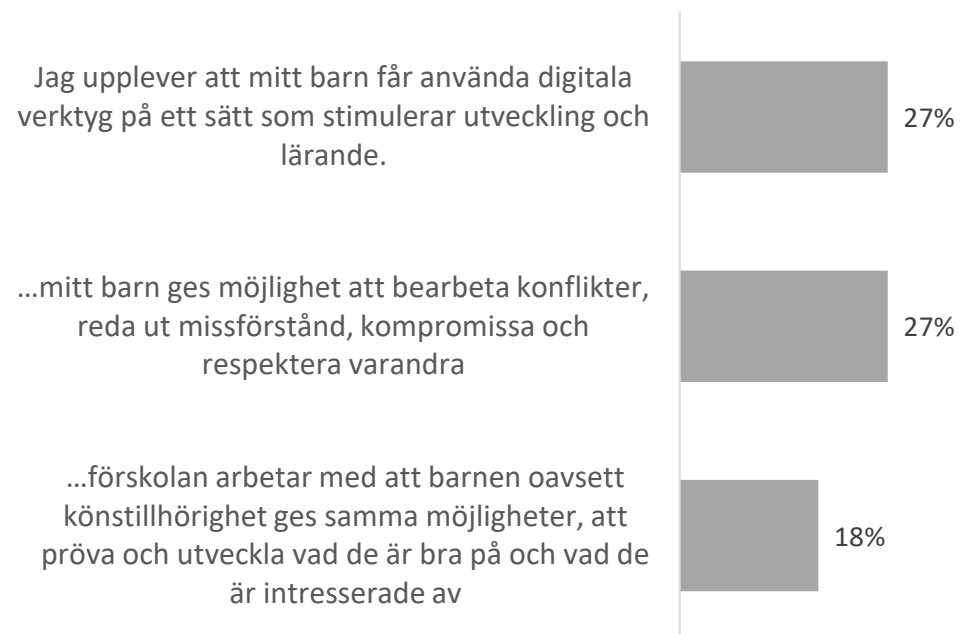 Jag upplever att mitt barn får använda digitala
verktyg på ett sätt som stimulerar utveckling och
lärande.
27%
…mitt barn ges möjlighet att bearbeta konflikter,
reda ut missförstånd, kompromissa och
respektera varandra
27%
…förskolan arbetar med att barnen oavsett
könstillhörighet ges samma möjligheter, att
pröva och utveckla vad de är bra på och vad de
är intresserade av
18%